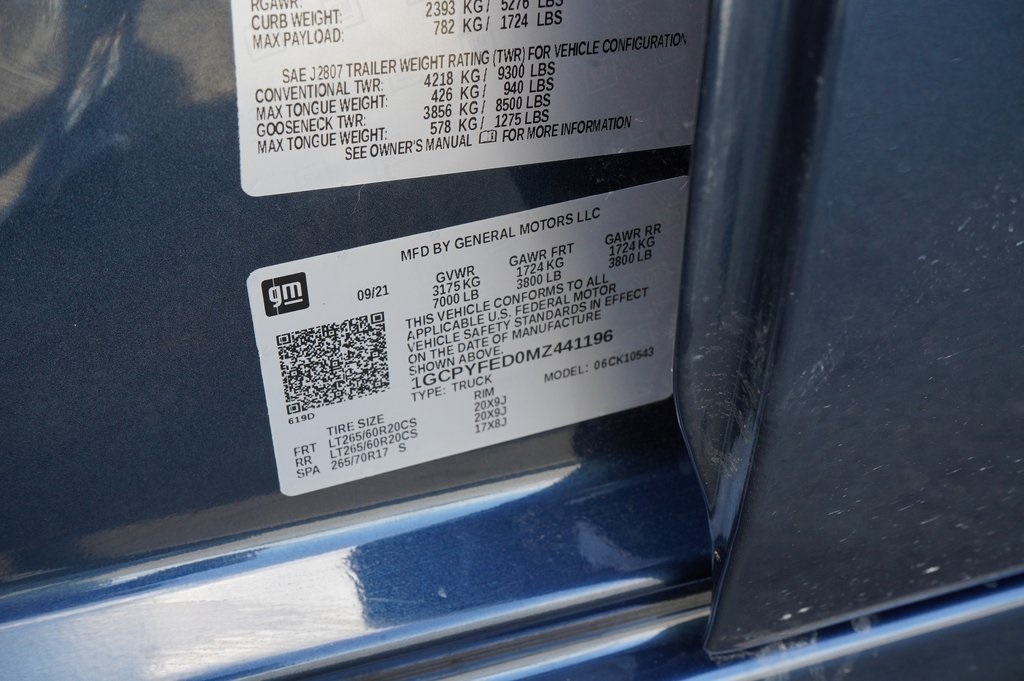 RGAWR: 2393 KG/ 5276 LBS
CURB WEIGHT: 782 KG/ 1724 LBS
MAX PAYLOAD:
SAE J2807 TRAILER WEIGHT RATING (TWR) FOR VEHICLE CONFIGURATION
CONVENTIONAL TWR: 4218 KG/ 9300 LBS
MAX TONGUE WEIGHT: 426 KG/ 940 LBS
GOOSENECK TWR: 3856 KG/ 8500 LBS
MAX TONGUE WEIGHT: 578 KG/ 1275 LBS
SEE OWNER'S MANUAL FOR MORE INFORMATION
MFD BY GENERAL MOTORS LLC
gm
09/21
GVWR GAWR FRT GAWR RR
3175 KG 1724 KG 1724 KG
7000 LB 3800 LB 3800 LB
THIS VEHICLE CONFORMS TO ALL
APPLICABLE U.S. FEDERAL MOTOR
VEHICLE SAFETY STANDARDS IN EFFECT
ON THE DATE OF MANUFACTURE
SHOWN ABOVE.
1GCPYFED0MZ441196
TYPE: TRUCK MODEL: 06CK10543
619D
TIRE SIZE RIM
FRT LT265/60R20CS 20X9J
RR LT265/60R20CS 20X9J
SPA 265/70R17 S 17X8J